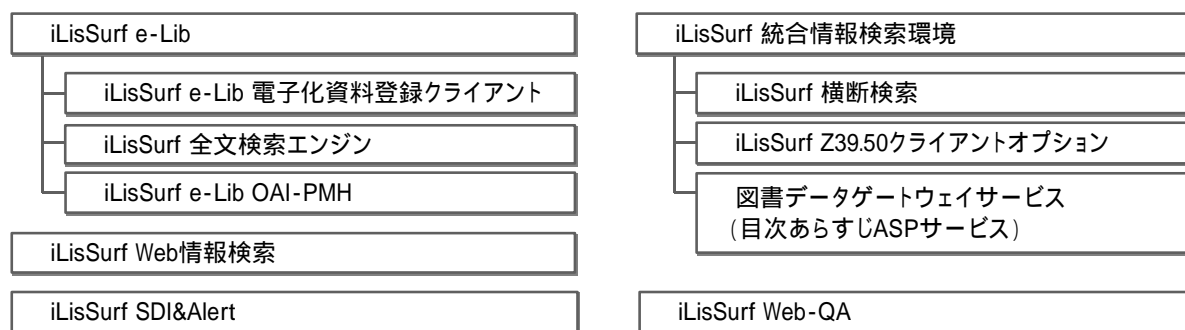 iLisSurf e-Lib
iLisSurf e-Lib 電子化資料登録クライアント
iLisSurf 全文検索エンジン
iLisSurf e-Lib OAI-PMH
iLisSurf Web情報検索
iLisSurf SDI&Alert
iLisSurf 統合情報検索環境
iLisSurf 横断検索
iLisSurf Z39.50クライアントオプション
図書データゲートウェイサービス
(目次あらすじASPサービス)
iLisSurf Web-QA